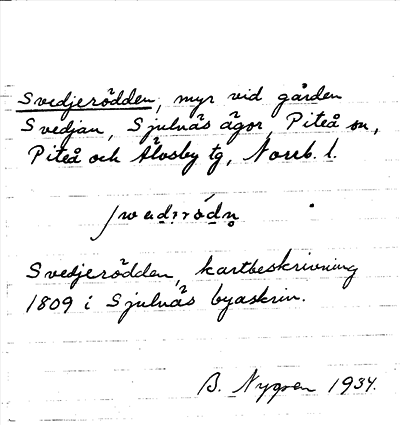 Svedjerödden, myr vid gården
Svedjan, Sjulnäs ägor, Piteå sn,
Piteå och Älvsby tg, Norrb. l.
Svedjerödden, kartbeskrivning
1809 i Sjulnäs byaskrin.
B. Nygren 1934.